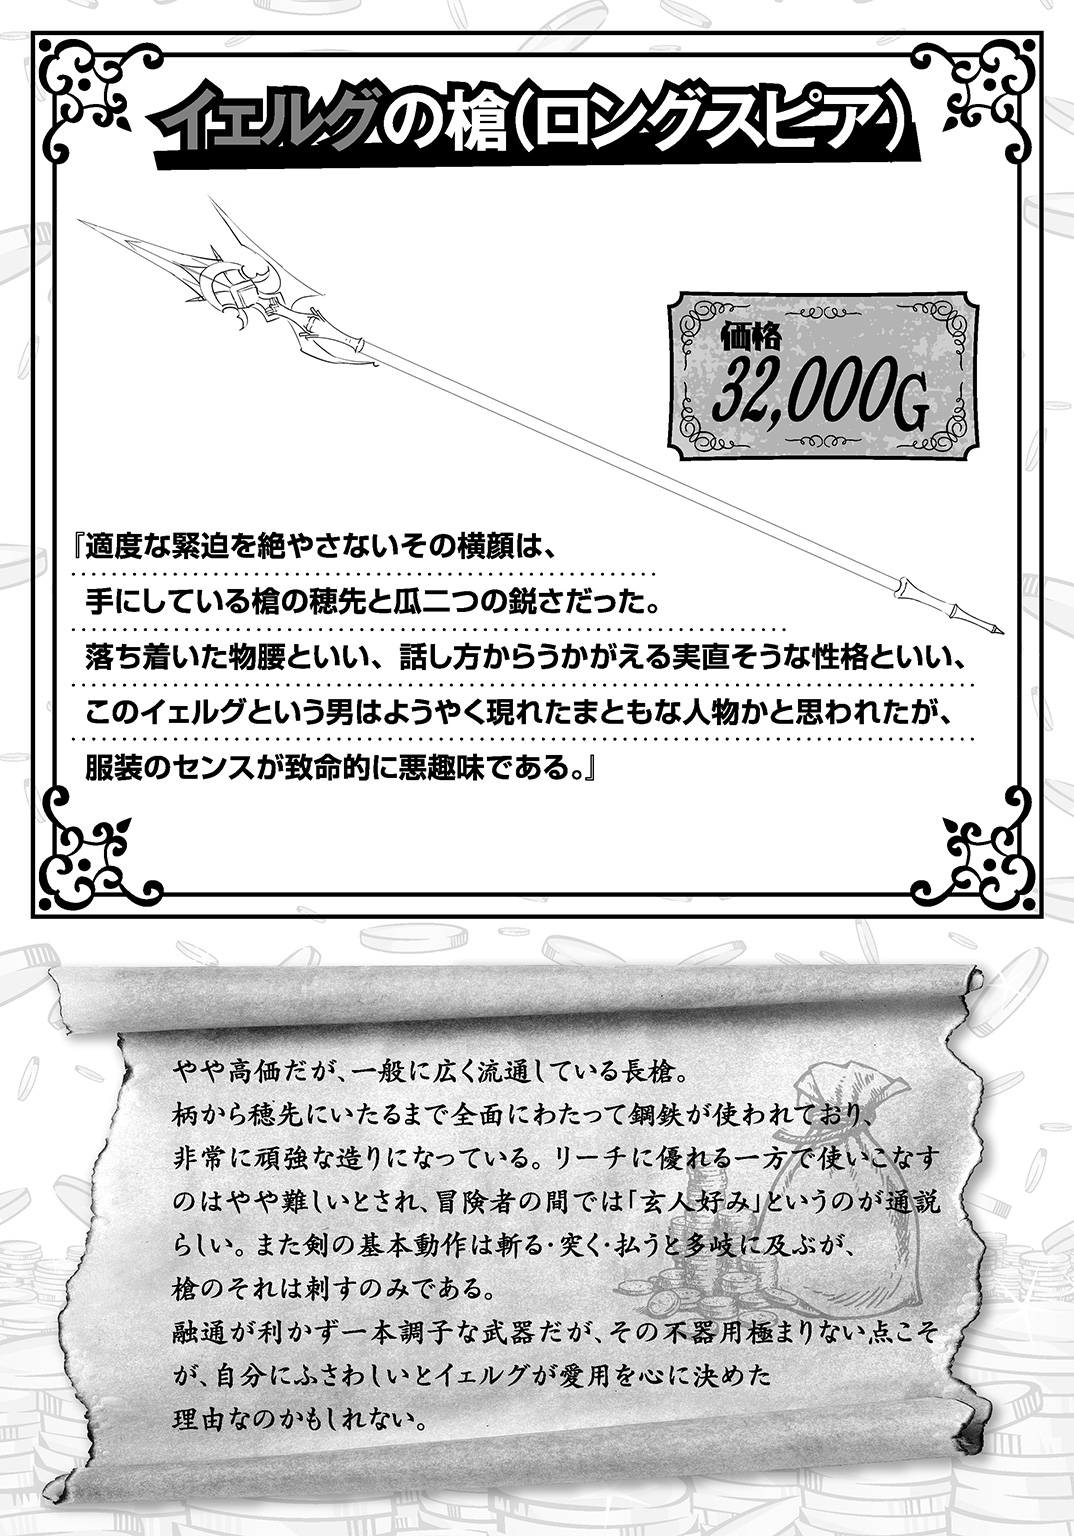 イェルグの槍（ロングスピア）
価格
32,000G
『適度な緊迫を絶やさないその横顔は、
手にしている槍の穂先と瓜二つの鋭さだった。
落ち着いた物腰といい、話し方からうかがえる実直そうな性格といい、
このイェルグという男はようやく現れたまともな人物かと思われたが、
服装のセンスが致命的に悪趣味である。』
やや高価だが、一般に広く流通している長槍。
柄から穂先にいたるまで全面にわたって鋼鉄が使われており、
非常に頑強な造りになっている。リーチに優れる一方で使いこなす
のはやや難しいとされ、冒険者の間では「玄人好み」というのが通説
らしい。また剣の基本動作は斬る・突く・払うと多岐に及ぶが、
槍のそれは刺すのみである。
融通が利かず一本調子な武器だが、その不器用極まりない点こそ
が、自分にふさわしいとイェルグが愛用を心に決めた
理由なのかもしれない。